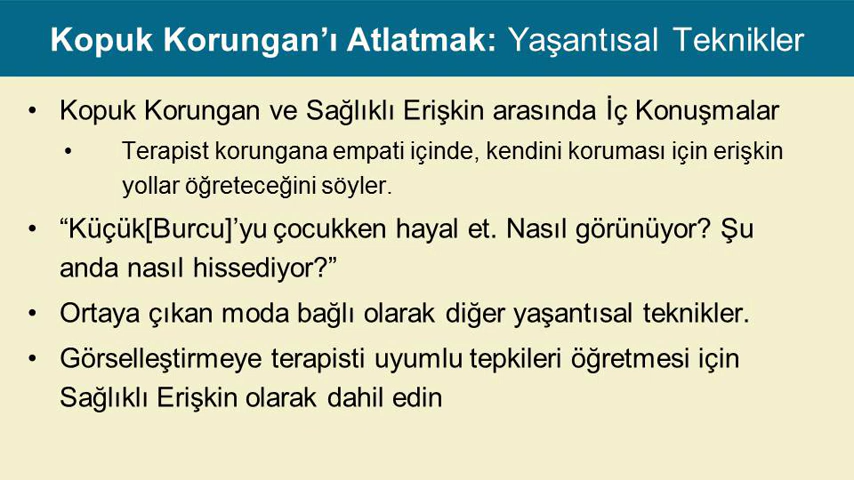 Kopuk Korungan’ı Atlatmak: Yaşantısal Teknikler
• Kopuk Korungan ve Sağlıklı Erişkin arasında İç Konuşmalar
• Terapist korungana empati içinde, kendini koruması için erişkin
yollar öğreteceğini söyler.
• “Küçük[Burcu]’yu çocukken hayal et. Nasıl görünüyor? Şu
anda nasıl hissediyor?”
• Ortaya çıkan moda bağlı olarak diğer yaşantısal teknikler.
• Görselleştirmeye terapisti uyumlu tepkileri öğretmesi için
Sağlıklı Erişkin olarak dahil edin